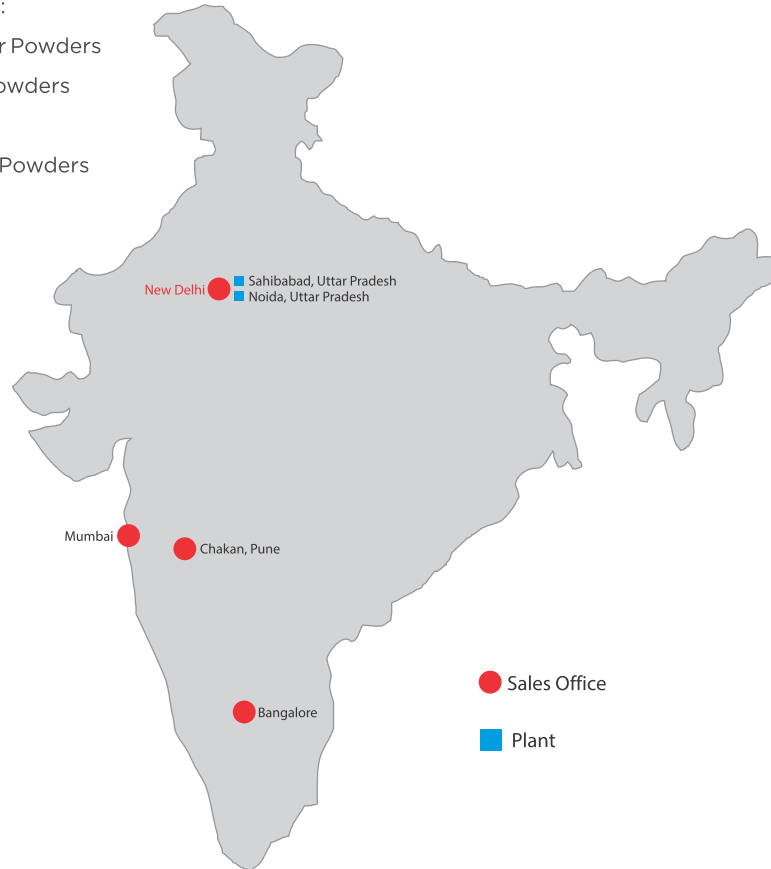 :
r Powders
owders
Powders
Sahibabad, Uttar Pradesh
New Delhi
Noida, Uttar Pradesh
Mumbai
Chakan, Pune
Sales Office
Bangalore
Plant